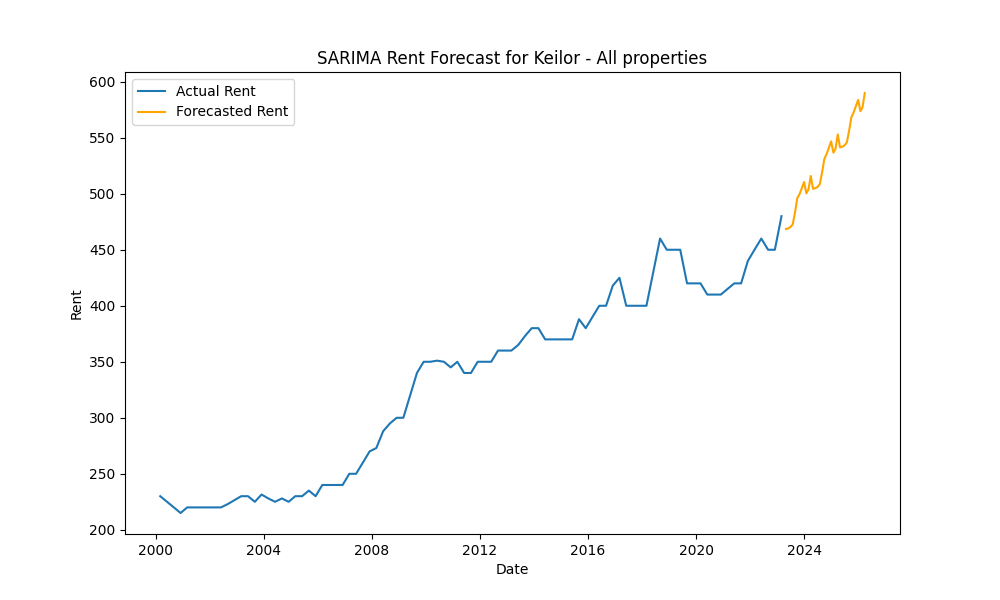 SARIMA Rent Forecast for Keilor - All properties
Actual Rent
Forecasted Rent
600
550
500
450
400
350
300
250
200
Rent
2000 2004 2008 2012 2016 2020 2024
Date